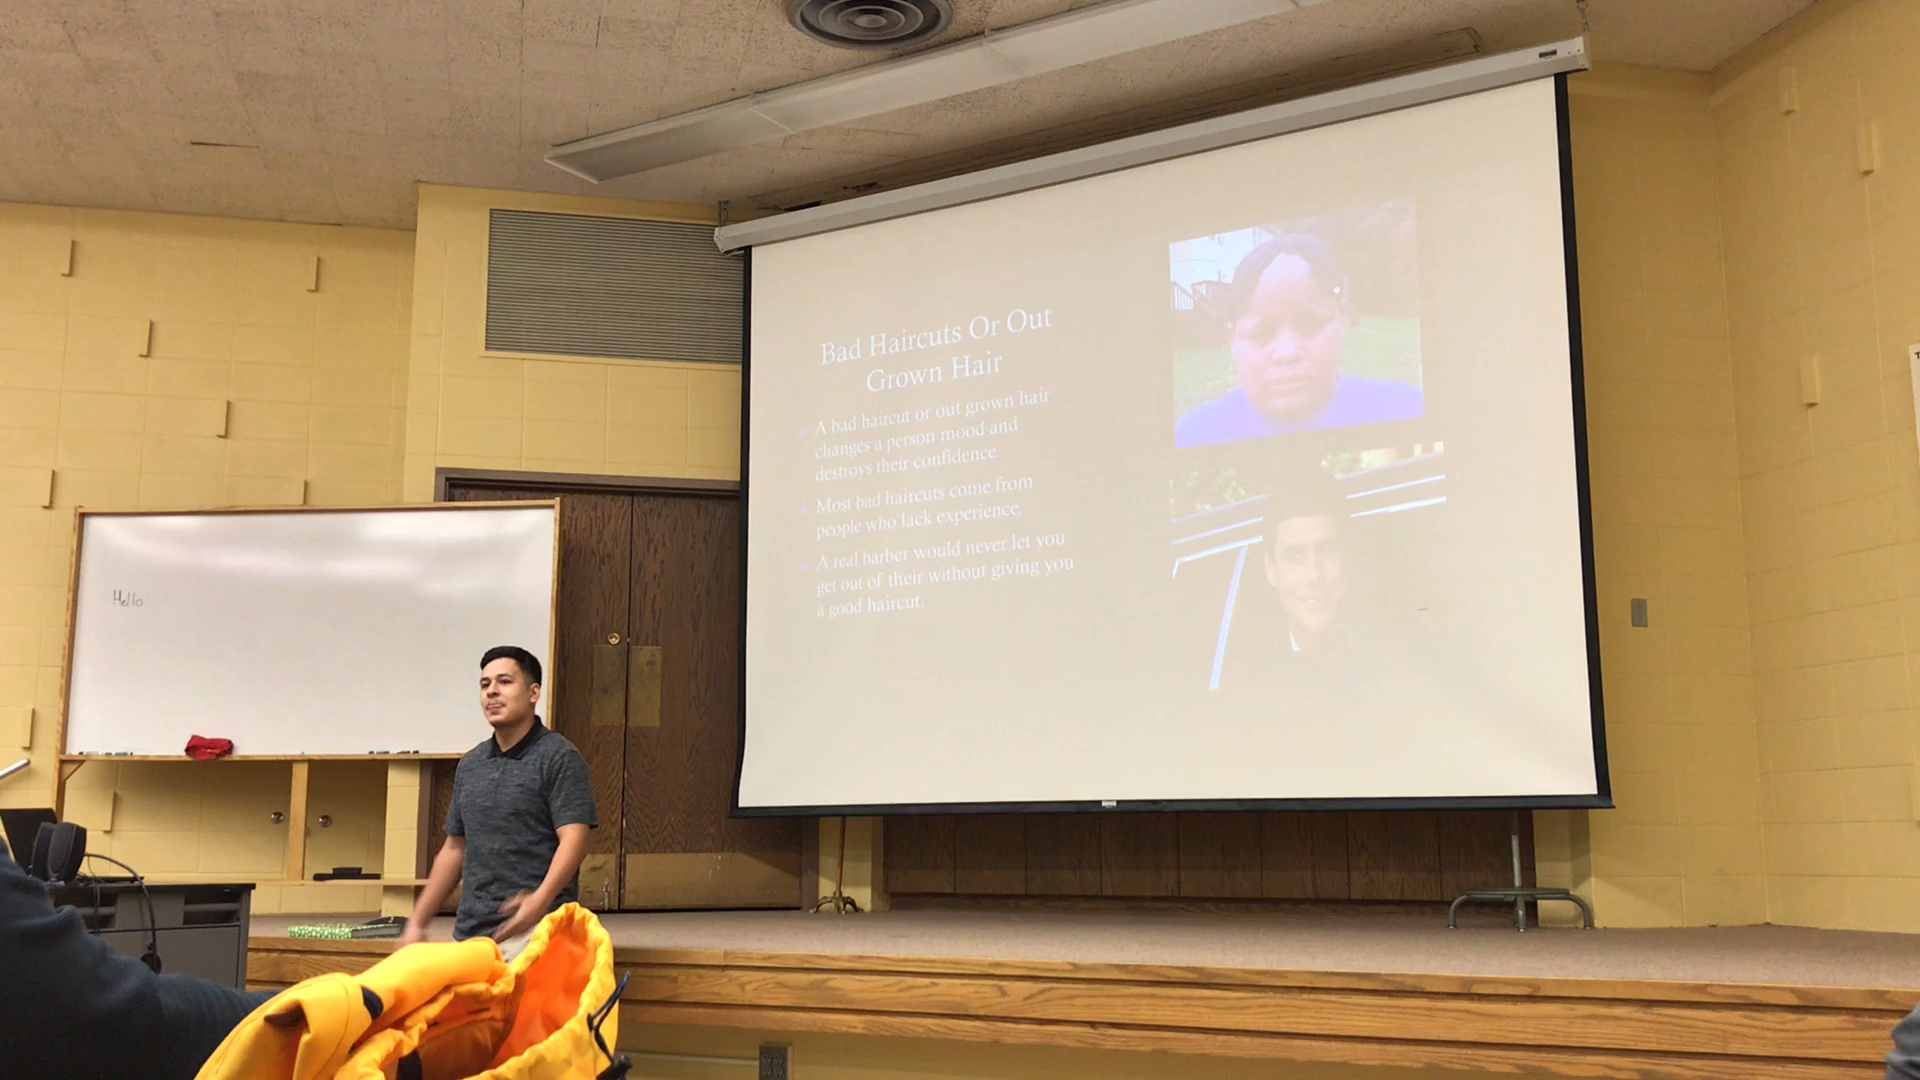 Bad Haircuts Or Out
Grown Hair
A bad haircut or out grown hair
changes a person mood and
destroys their confidence.
Most bad haircuts come from
people who lack experience.
A real barber would never let you
get out of their without giving you
a good haircut.
Hello